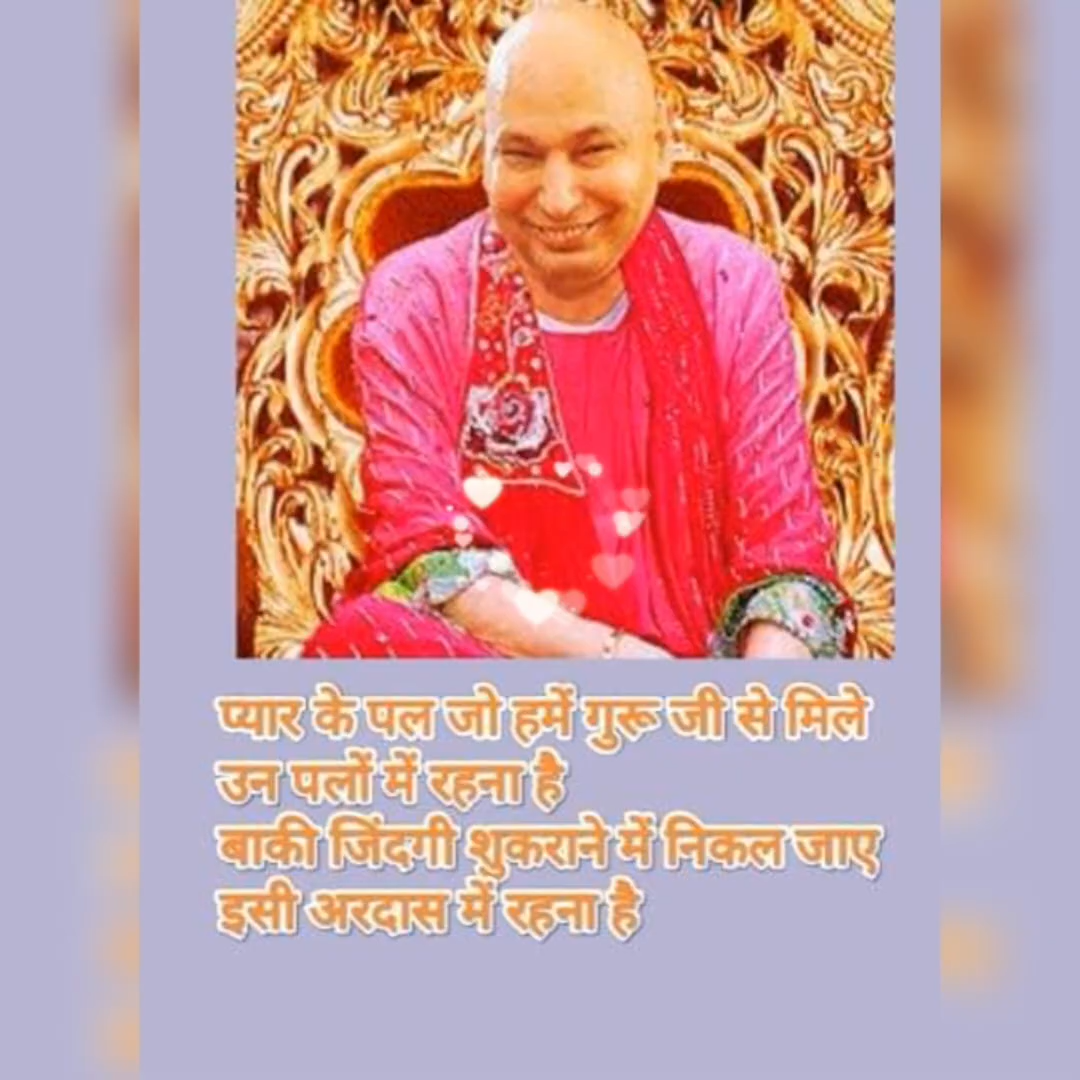 प्यार के पल जो हमें गुरू जी से मिले
उन पलों में रहना है
बाकी जिंदगी शुकराने में निकल जाए
इसी अरदास में रहना है